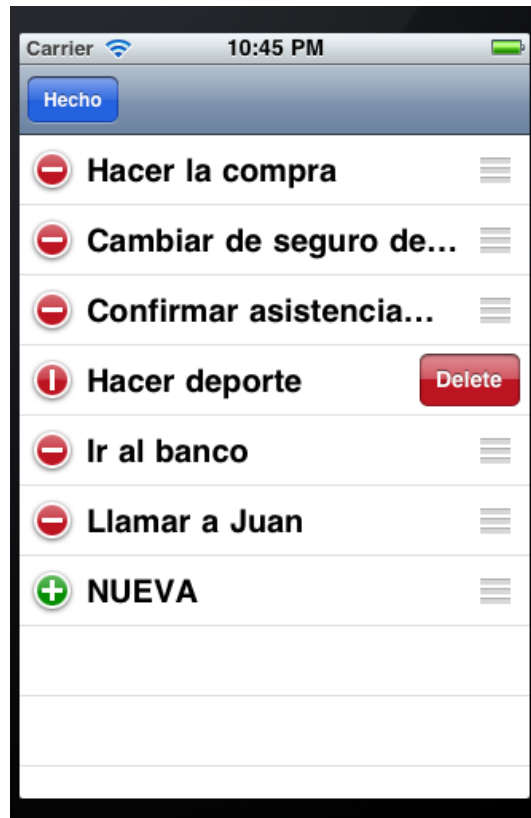 Carrier 10:45 PM
Hecho
Hacer la compra
Cambiar de seguro de...
Confirmar asistencia...
Hacer deporte Delete
Ir al banco
Llamar a Juan
NUEVA